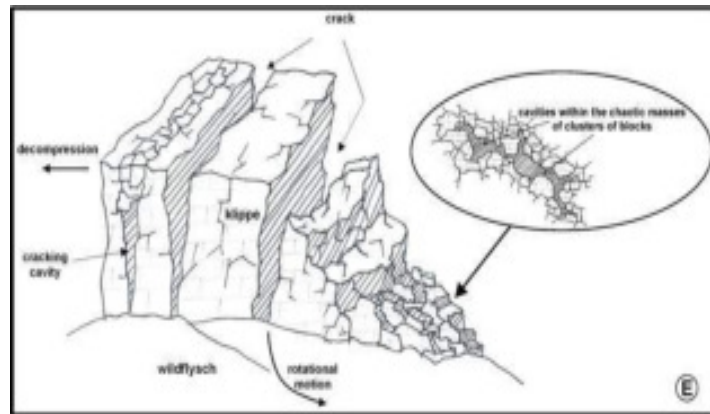 crack
cavities within the chaotic masses
of clusters of blocks
decompression
klippe
cracking
cavity
wildflysch
rotational
motion
E